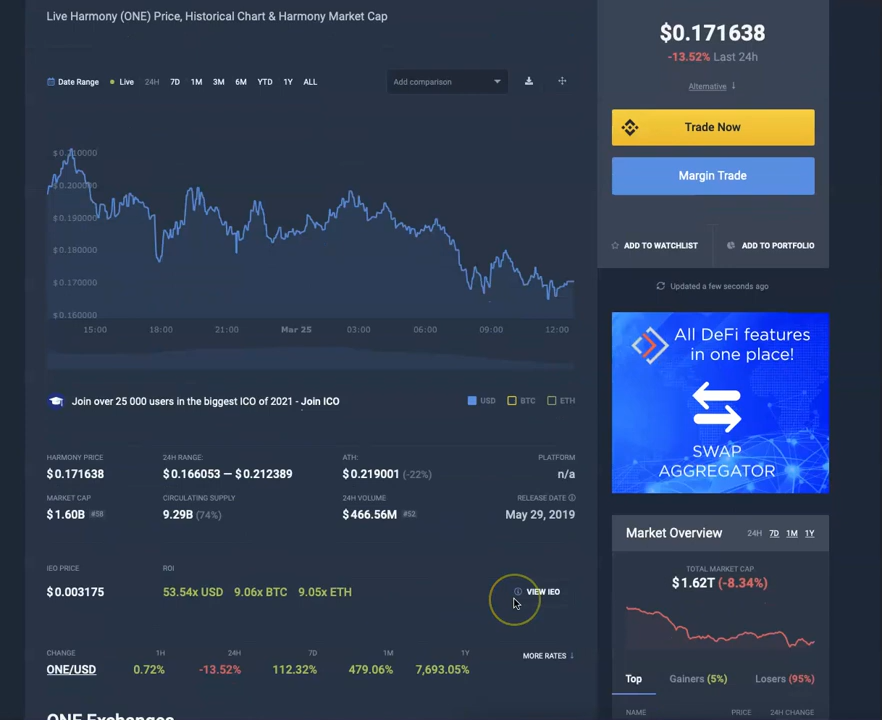 Live Harmony (ONE) Price, Historical Chart & Harmony Market Cap
Date Range Live 24H 7D 1M 3M 6M YTD 1Y ALL
Add comparison
$0.210000
$0.200000
$0.190000
$0.180000
$0.170000
$0.160000
15:00 18:00 21:00 Mar 25 03:00 06:00 09:00 12:00
Join over 25 000 users in the biggest ICO of 2021 - Join ICO
USD BTC ETH
HARMONY PRICE 24H RANGE: ATH: PLATFORM
$0.171638 $0.166053 — $0.212389 $0.219001 (-22%) n/a
MARKET CAP CIRCULATING SUPPLY 24H VOLUME RELEASE DATE
$1.60B #58 9.29B (74%) $466.56M #52 May 29, 2019
IEO PRICE ROI
$0.003175 53.54x USD 9.06x BTC 9.05x ETH VIEW IEO
CHANGE 1H 24H 7D 1M 1Y MORE RATES ↓
ONE/USD 0.72% -13.52% 112.32% 479.06% 7,693.05%
ONE Exchanges
$0.171638
-13.52% Last 24h
Alternative ↓
Trade Now
Margin Trade
ADD TO WATCHLIST ADD TO PORTFOLIO
Updated a few seconds ago
All DeFi features
in one place!
SWAP
AGGREGATOR
Market Overview 24H 7D 1M 1Y
TOTAL MARKET CAP
$1.62T (-8.34%)
Top Gainers (5%) Losers (95%)
NAME PRICE 24H CHANGE